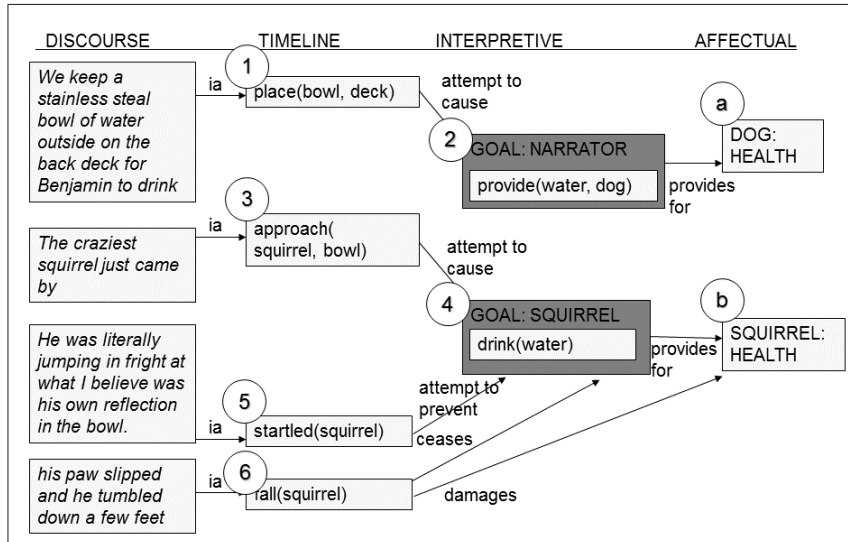 DISCOURSE
TIMELINE
INTERPRETIVE
AFFECTUAL
We keep a
stainless steal
bowl of water
outside on the
back deck for
Benjamin to drink
ia
1
place(bowl, deck)
attempt to
cause
2
GOAL: NARRATOR
provide(water, dog)
provides
for
a
DOG:
HEALTH
The craziest
squirrel just came
by
ia
3
approach(
squirrel, bowl)
attempt to
cause
4
GOAL: SQUIRREL
drink(water)
provides
for
b
SQUIRREL:
HEALTH
He was literally
jumping in fright at
what I believe was
his own reflection
in the bowl.
ia
5
startled(squirrel)
attempt to
prevent
his paw slipped
and he tumbled
down a few feet
ia
6
fall(squirrel)
ceases
damages